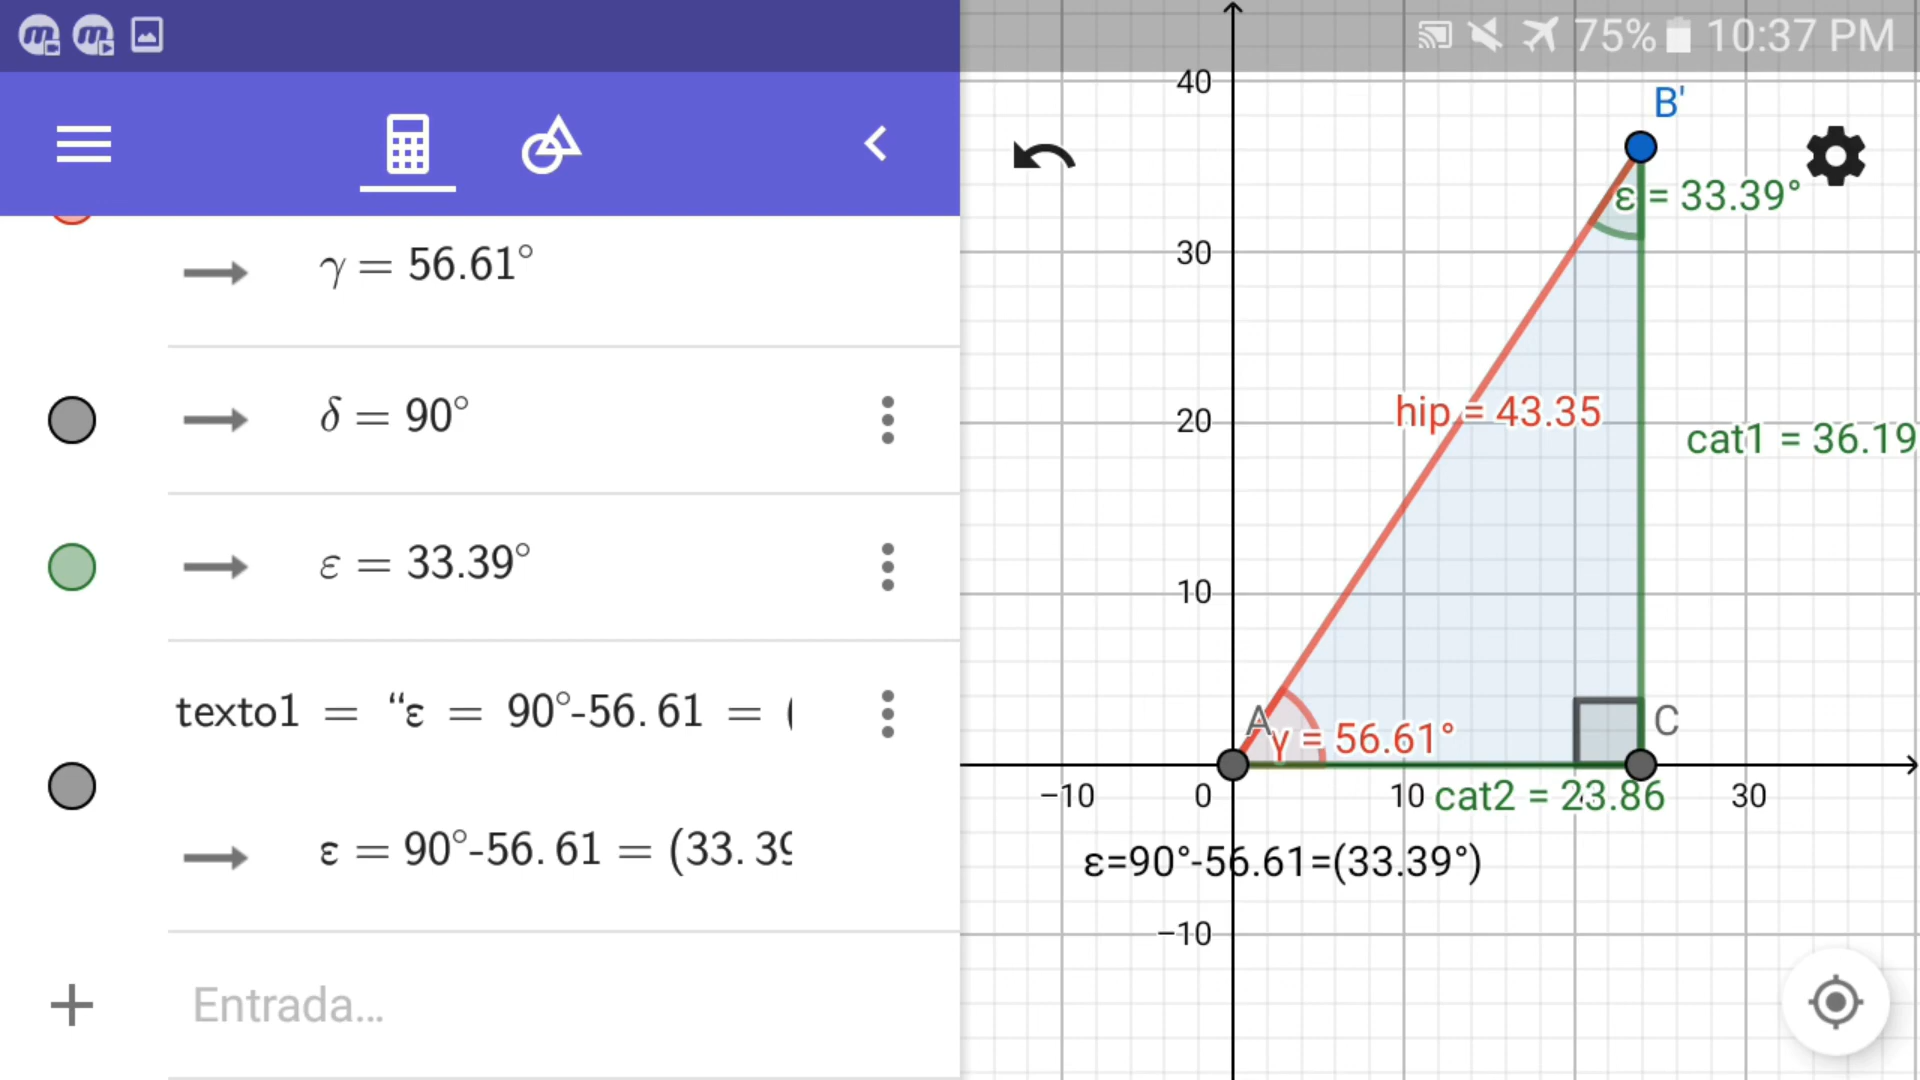 75% 10:37 PM
γ = 56.61°
δ = 90°
ε = 33.39°
texto1 = “ε = 90°-56.61 = (
ε = 90°-56.61 = (33.39
Entrada...
40
B'
ε = 33.39°
30
hip = 43.35
20
cat1 = 36.19
10
A
γ = 56.61°
C
−10 0 10 30
cat2 = 23.86
ε=90°-56.61=(33.39°)
−10